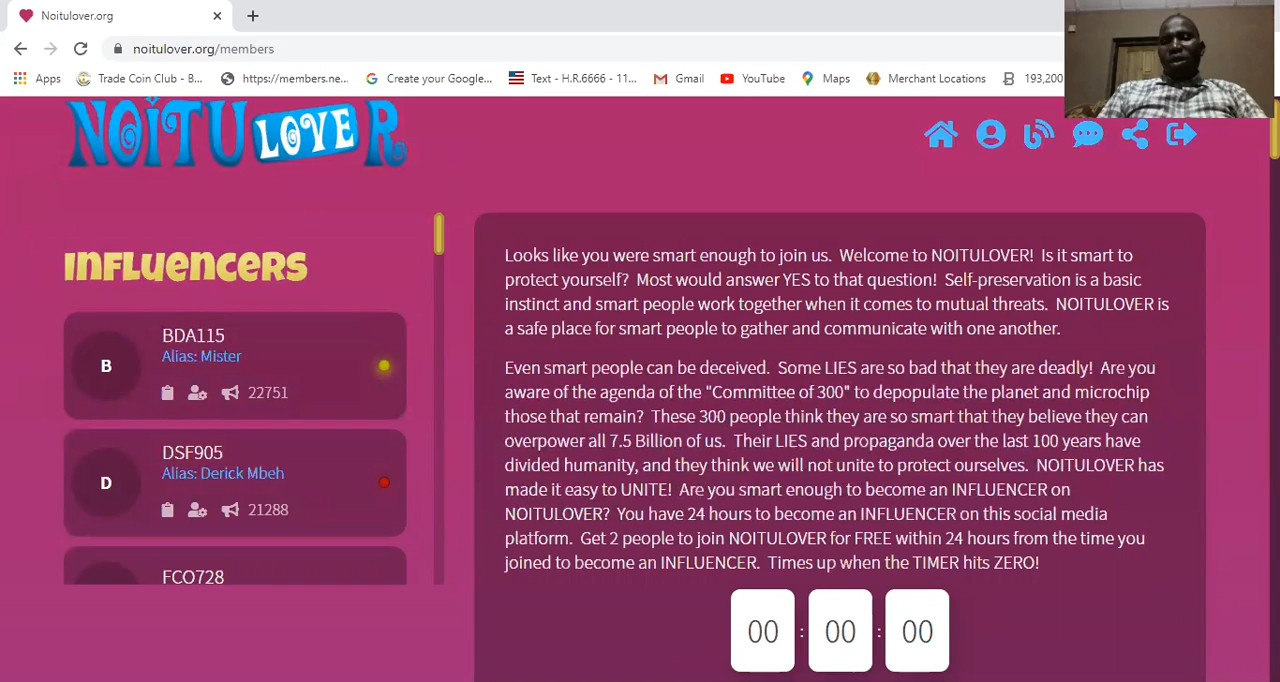 Noitulover.org
noitulover.org/members
Apps Trade Coin Club - B... https://members.ne... Create your Google... Text - H.R.6666 - 11... Gmail YouTube Maps Merchant Locations 193,200
NOITU LOVE R
INFLUENCERS
B
BDA115
Alias: Mister
22751
D
DSF905
Alias: Derick Mbeh
21288
FCO728
Looks like you were smart enough to join us. Welcome to NOITULOVER! Is it smart to
protect yourself? Most would answer YES to that question! Self-preservation is a basic
instinct and smart people work together when it comes to mutual threats. NOITULOVER is
a safe place for smart people to gather and communicate with one another.
Even smart people can be deceived. Some LIES are so bad that they are deadly! Are you
aware of the agenda of the "Committee of 300" to depopulate the planet and microchip
those that remain? These 300 people think they are so smart that they believe they can
overpower all 7.5 Billion of us. Their LIES and propaganda over the last 100 years have
divided humanity, and they think we will not unite to protect ourselves. NOITULOVER has
made it easy to UNITE! Are you smart enough to become an INFLUENCER on
NOITULOVER? You have 24 hours to become an INFLUENCER on this social media
platform. Get 2 people to join NOITULOVER for FREE within 24 hours from the time you
joined to become an INFLUENCER. Times up when the TIMER hits ZERO!
00 : 00 : 00